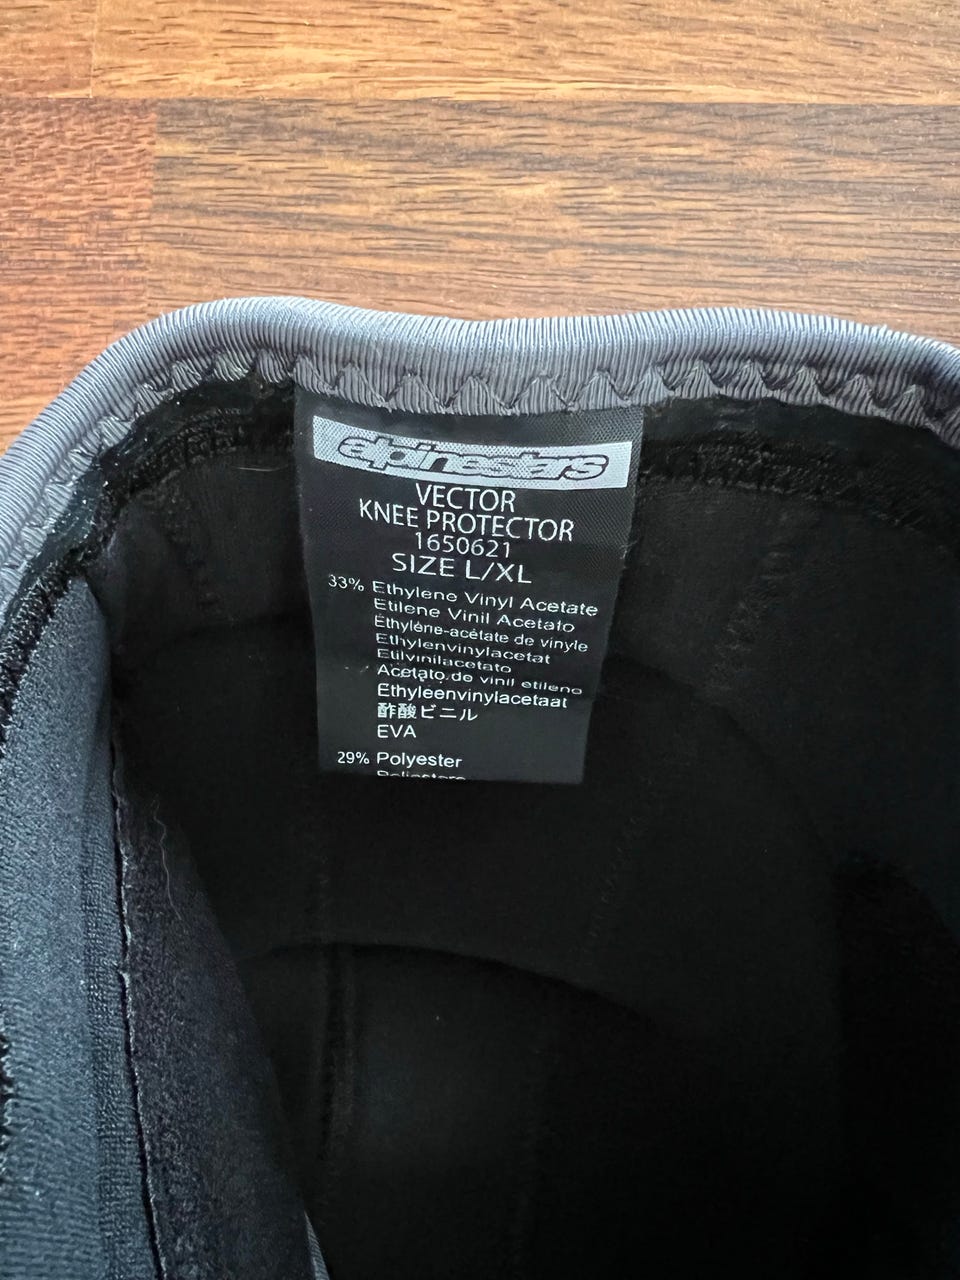 alpinestars
VECTOR
KNEE PROTECTOR
1650621
SIZE L/XL
33% Ethylene Vinyl Acetate
Etilene Vinil Acetato
Éthyléne-acétate de vinyle
Ethylenvinylacetat
Etilvinilacetato
Acetato de vinil etileno
Ethyleenvinylacetaat
酢酸ビニル
EVA
29% Polyester